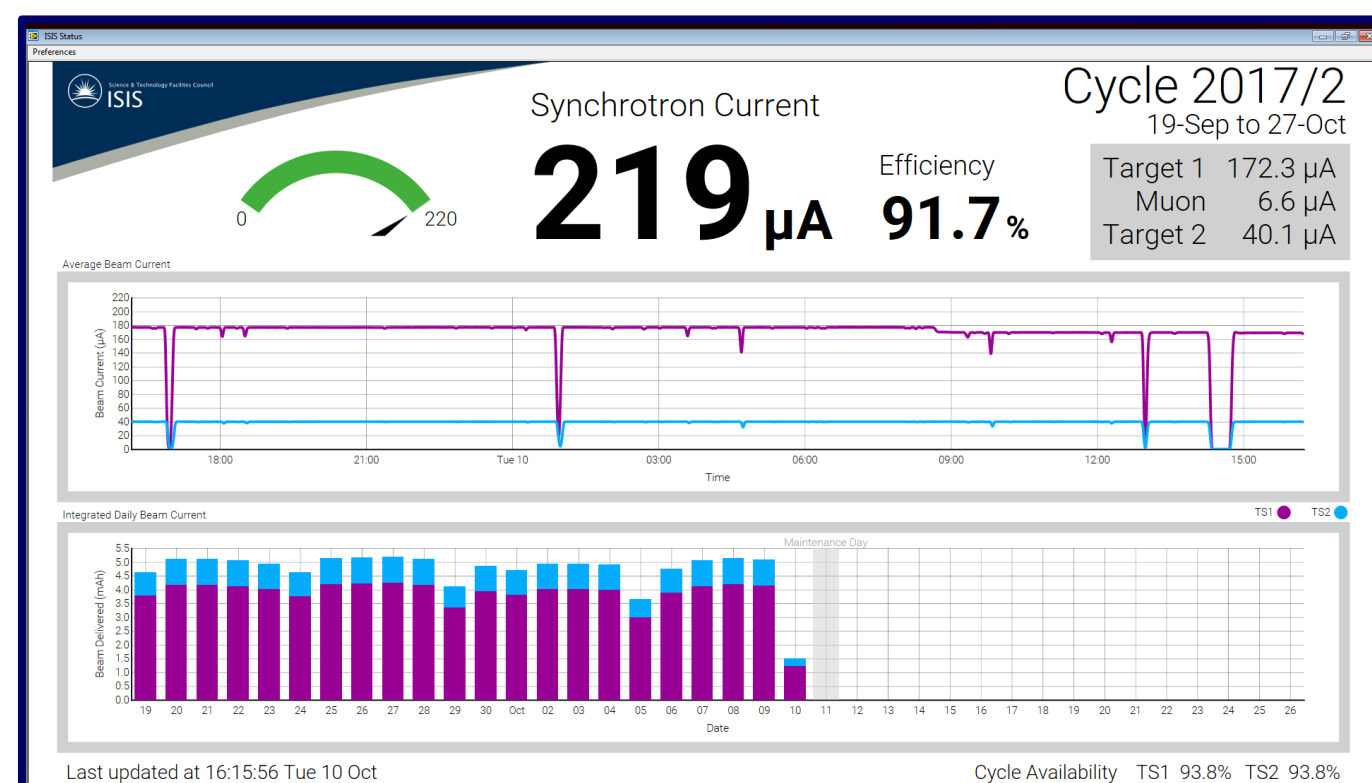 ISIS Status
Preferences
Science & Technology Facilities Council
ISIS
Synchrotron Current
219 µA
0
220
Efficiency
91.7 %
Cycle 2017/2
19-Sep to 27-Oct
Target 1 172.3 µA
Muon 6.6 µA
Target 2 40.1 µA
Average Beam Current
Beam Current (µA)
220
200
180
160
140
120
100
80
60
40
20
0
18:00 21:00 Tue 10 03:00 06:00 09:00 12:00 15:00
Time
Integrated Daily Beam Current
TS1 TS2
Maintenance Day
Beam Delivered (mAh)
5.5
5.0
4.5
4.0
3.5
3.0
2.5
2.0
1.5
1.0
0.5
0.0
19 20 21 22 23 24 25 26 27 28 29 30 Oct 02 03 04 05 06 07 08 09 10 11 12 13 14 15 16 17 18 19 20 21 22 23 24 25 26
Date
Last updated at 16:15:56 Tue 10 Oct
Cycle Availability TS1 93.8% TS2 93.8%